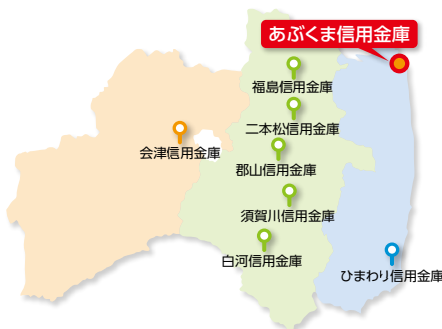 あぶくま信用金庫
福島信用金庫
二本松信用金庫
会津信用金庫
郡山信用金庫
須賀川信用金庫
白河信用金庫
ひまわり信用金庫